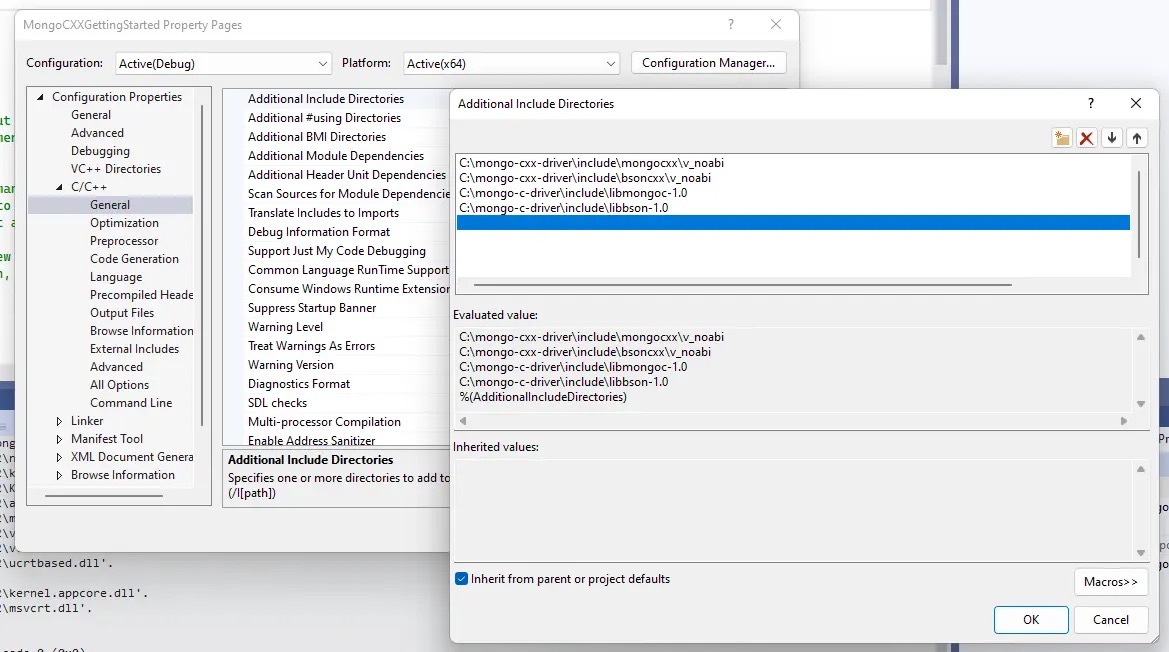 MongoCXXGettingStarted Property Pages
?
Configuration:
Active(Debug)
Platform:
Active(x64)
Configuration Manager...
Configuration Properties
General
Advanced
Debugging
VC++ Directories
C/C++
General
Optimization
Preprocessor
Code Generation
Language
Precompiled Heade
Output Files
Browse Information
External Includes
Advanced
All Options
Command Line
Linker
Manifest Tool
XML Document Genera
Browse Information
Additional Include Directories
Additional #using Directories
Additional BMI Directories
Additional Module Dependencies
Additional Header Unit Dependencies
Scan Sources for Module Dependencie
Translate Includes to Imports
Debug Information Format
Support Just My Code Debugging
Common Language RunTime Support
Consume Windows Runtime Extension
Suppress Startup Banner
Warning Level
Treat Warnings As Errors
Warning Version
Diagnostics Format
SDL checks
Multi-processor Compilation
Enable Address Sanitizer
Additional Include Directories
Specifies one or more directories to add to
(/I[path])
Additional Include Directories
?
C:\mongo-cxx-driver\include\mongocxx\v_noabi
C:\mongo-cxx-driver\include\bsoncxx\v_noabi
C:\mongo-c-driver\include\libmongoc-1.0
C:\mongo-c-driver\include\libbson-1.0
Evaluated value:
C:\mongo-cxx-driver\include\mongocxx\v_noabi
C:\mongo-cxx-driver\include\bsoncxx\v_noabi
C:\mongo-c-driver\include\libmongoc-1.0
C:\mongo-c-driver\include\libbson-1.0
%(AdditionalIncludeDirectories)
Inherited values:
Inherit from parent or project defaults
Macros>>
OK
Cancel
2\ucrtbased.dll'.
2\kernel.appcore.dll'.
2\msvcrt.dll'.